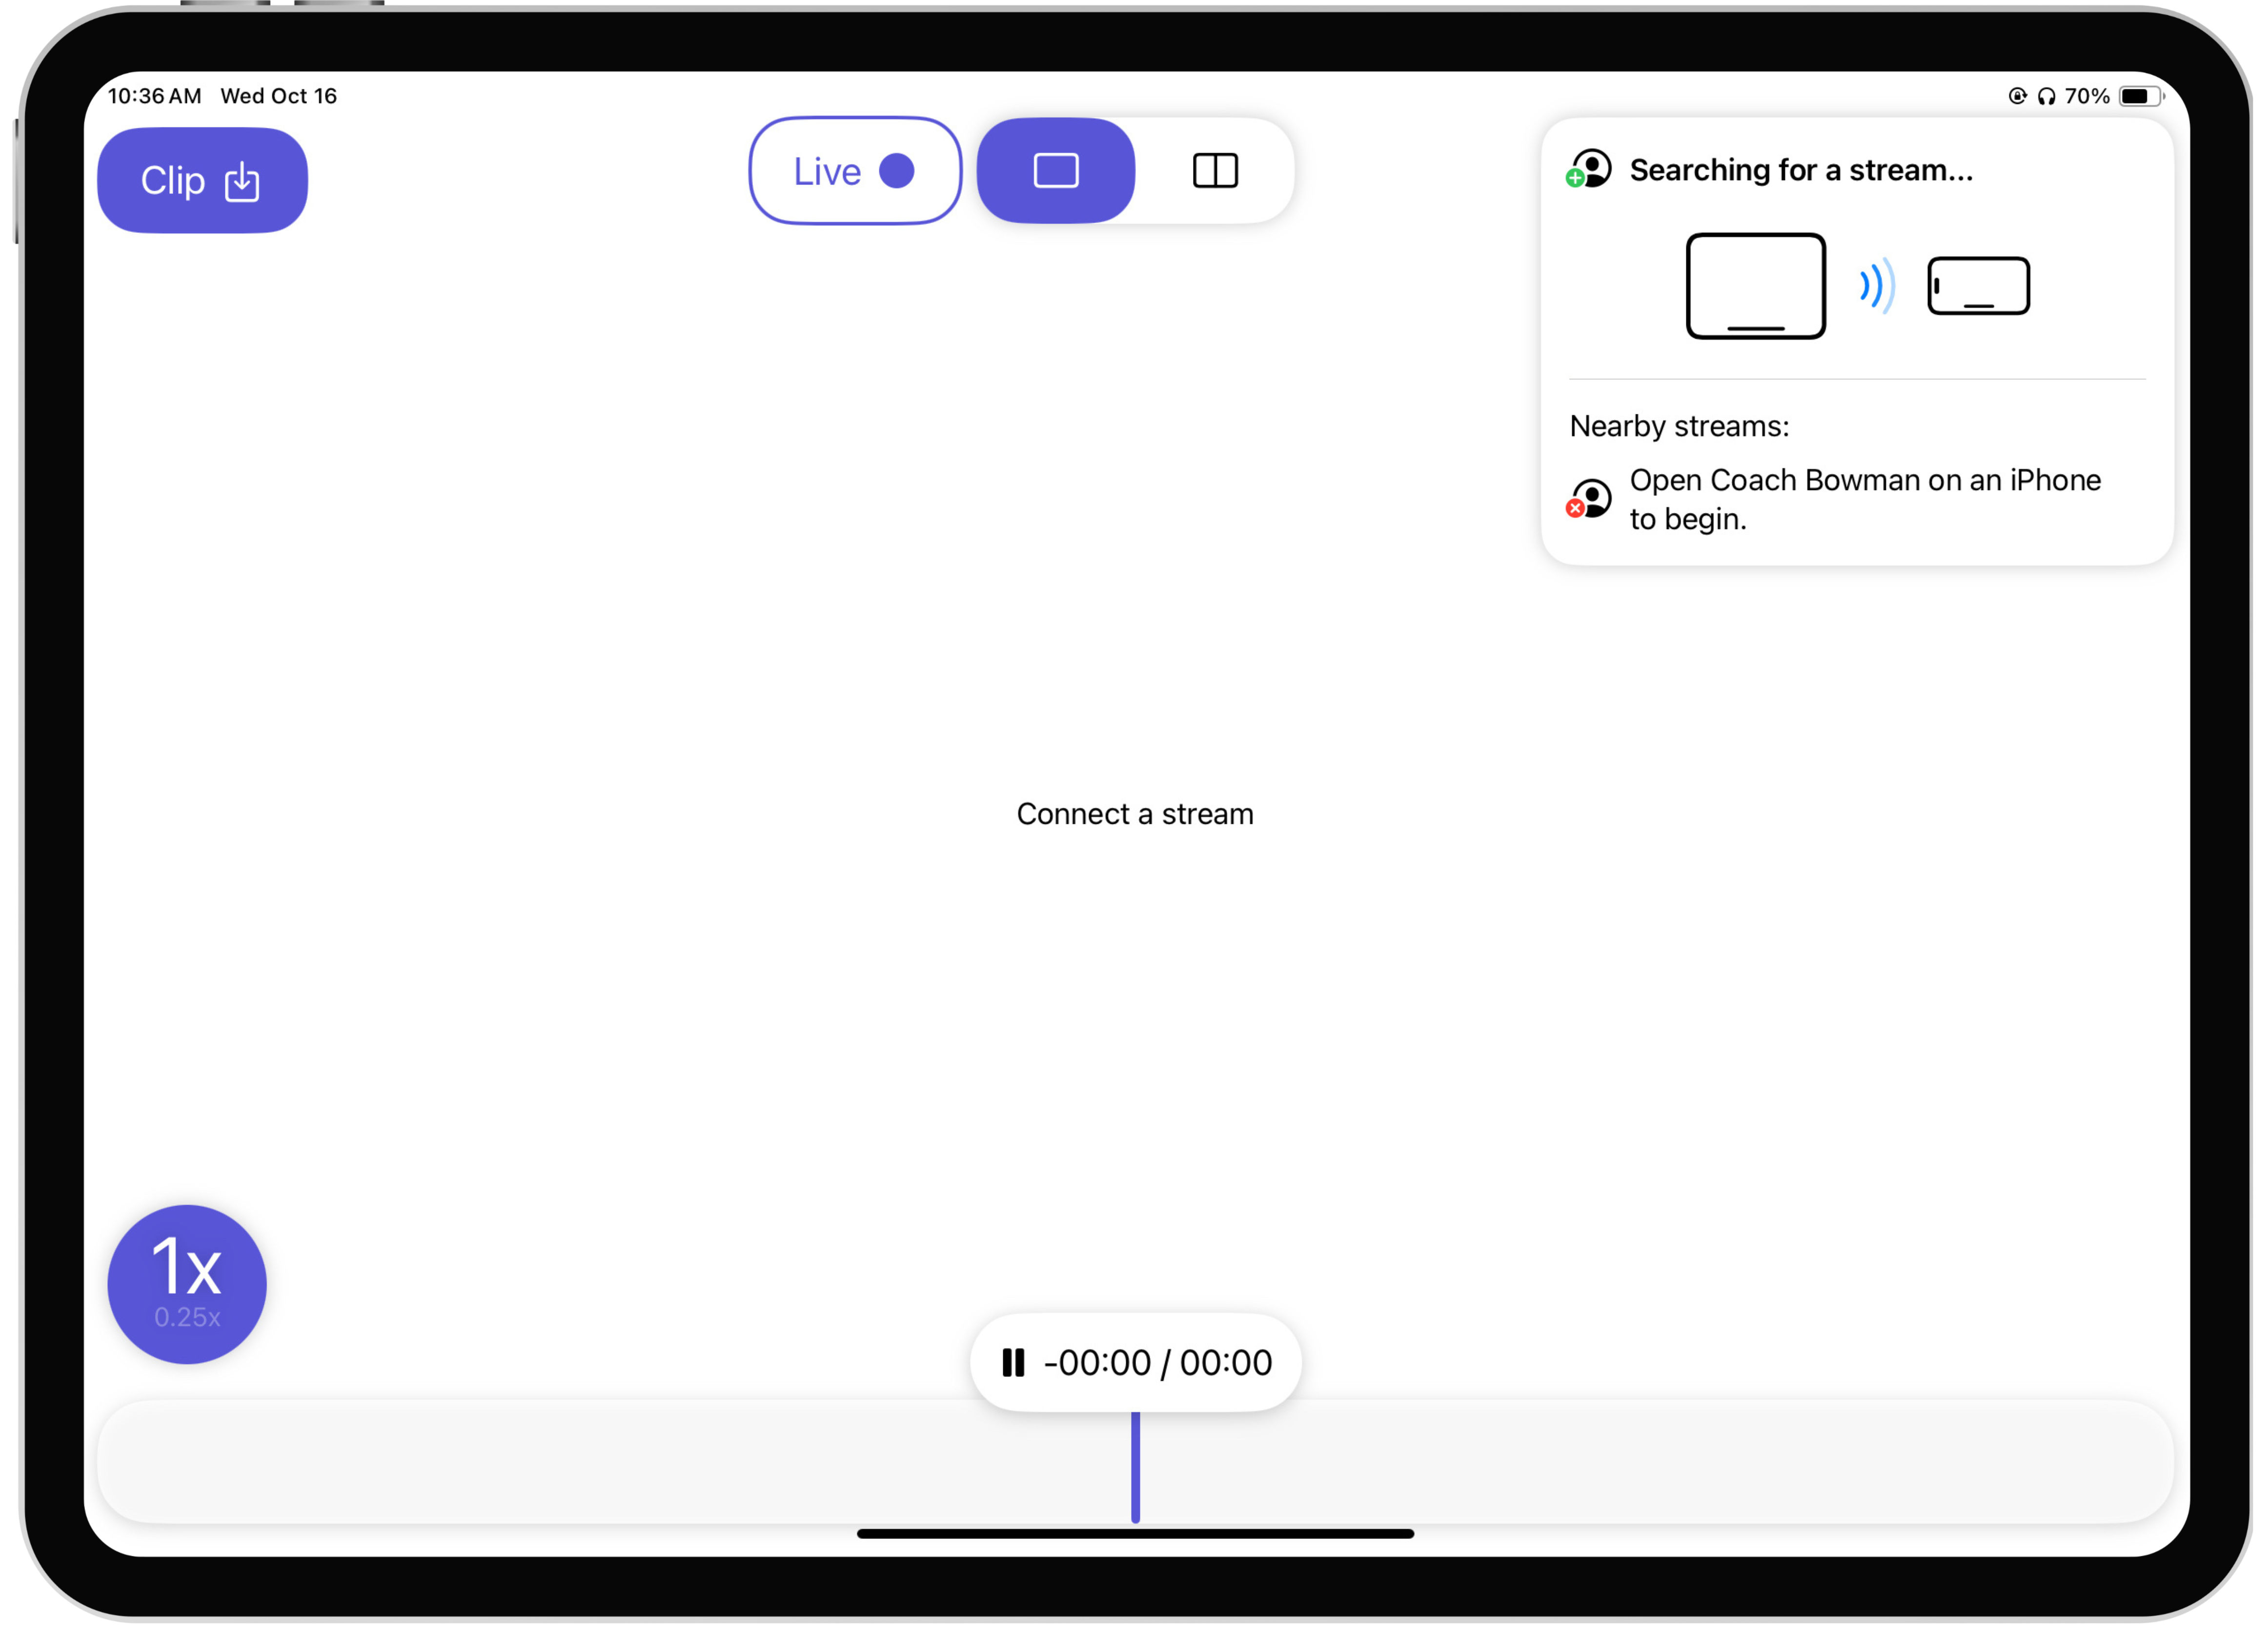 10:36 AM Wed Oct 16
70%
Clip
Live
Searching for a stream...
Nearby streams:
Open Coach Bowman on an iPhone
to begin.
Connect a stream
1x
0.25x
-00:00 / 00:00